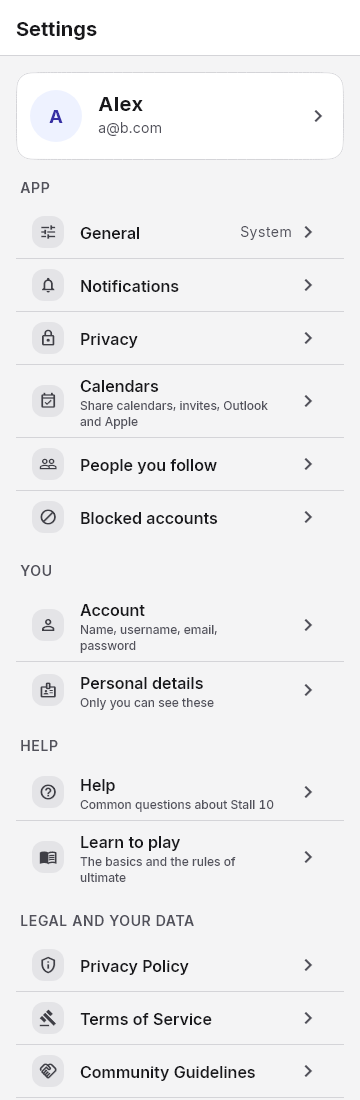 Settings
A
Alex
a@b.com
APP
General
System
Notifications
Privacy
Calendars
Share calendars, invites, Outlook
and Apple
People you follow
Blocked accounts
YOU
Account
Name, username, email,
password
Personal details
Only you can see these
HELP
Help
Common questions about Stall 10
Learn to play
The basics and the rules of
ultimate
LEGAL AND YOUR DATA
Privacy Policy
Terms of Service
Community Guidelines